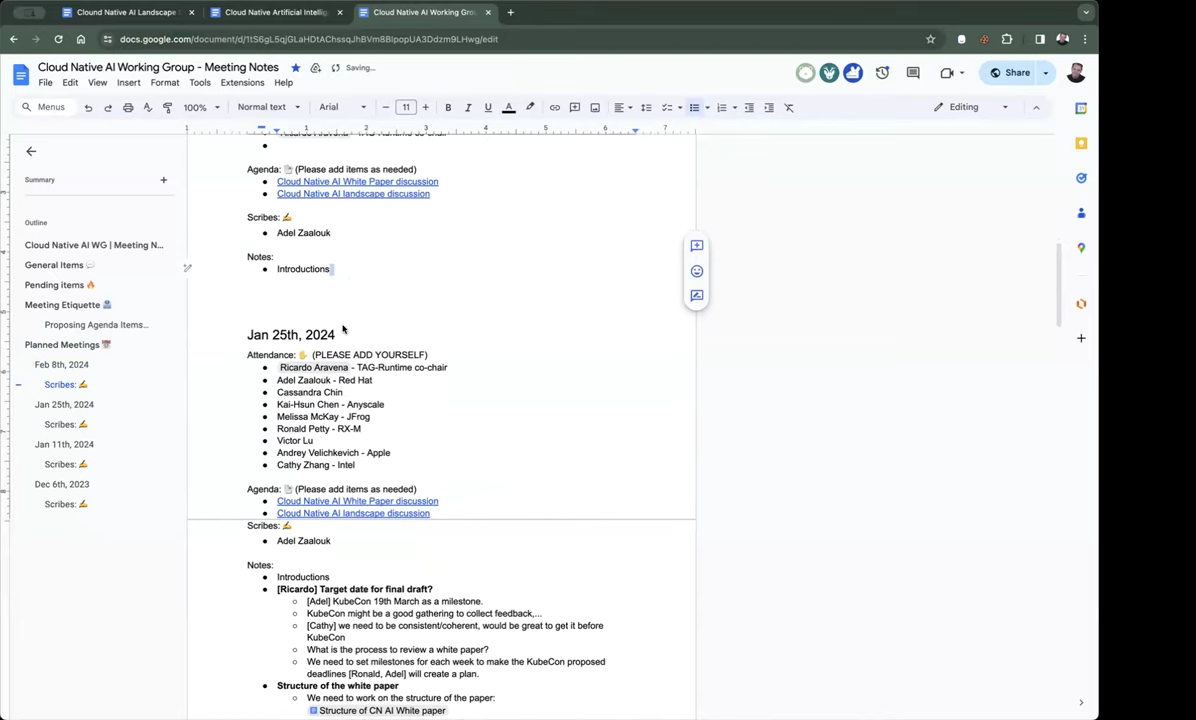 Clound Native AI Landscape
Cloud Native Artificial Intellig
Cloud Native AI Working Grou
docs.google.com/document/d/1tS6gL5qjGLaHDtAChssqJhBVm8BlpopUA3Ddzm9LHwg/edit
Cloud Native AI Working Group - Meeting Notes
Saving...
File Edit View Insert Format Tools Extensions Help
Share
Menus
100%
Normal text
Arial
11
Editing
1 1 2 3 4 5 6 7
Summary
Outline
Cloud Native AI WG | Meeting N...
General Items 💬
Pending items 🔥
Meeting Etiquette
Proposing Agenda Items...
Planned Meetings 📆
Feb 8th, 2024
Scribes: ✍️
Jan 25th, 2024
Scribes: ✍️
Jan 11th, 2024
Scribes: ✍️
Dec 6th, 2023
Scribes: ✍️
Agenda: (Please add items as needed)
Cloud Native AI White Paper discussion
Cloud Native AI landscape discussion
Scribes: ✍️
Adel Zaalouk
Notes:
Introductions
Jan 25th, 2024
Attendance: ✋ (PLEASE ADD YOURSELF)
Ricardo Aravena - TAG-Runtime co-chair
Adel Zaalouk - Red Hat
Cassandra Chin
Kai-Hsun Chen - Anyscale
Melissa McKay - JFrog
Ronald Petty - RX-M
Victor Lu
Andrey Velichkevich - Apple
Cathy Zhang - Intel
Agenda: (Please add items as needed)
Cloud Native AI White Paper discussion
Cloud Native AI landscape discussion
Scribes: ✍️
Adel Zaalouk
Notes:
Introductions
[Ricardo] Target date for final draft?
[Adel] KubeCon 19th March as a milestone.
KubeCon might be a good gathering to collect feedback,...
[Cathy] we need to be consistent/coherent, would be great to get it before
KubeCon
What is the process to review a white paper?
We need to set milestones for each week to make the KubeCon proposed
deadlines [Ronald, Adel] will create a plan.
Structure of the white paper
We need to work on the structure of the paper:
Structure of CN AI White paper